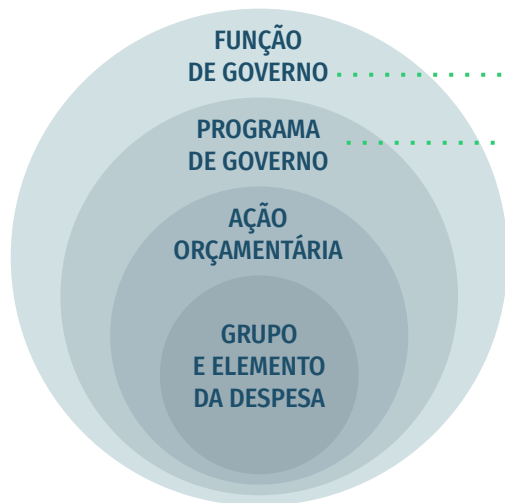 FUNÇÃO
DE GOVERNO
PROGRAMA
DE GOVERNO
AÇÃO
ORÇAMENTÁRIA
GRUPO
E ELEMENTO
DA DESPESA